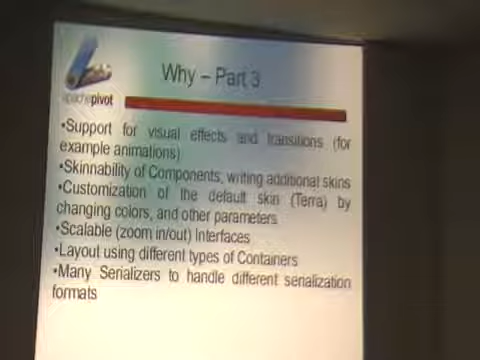 Why – Part 3
apachepivot
•Support for visual effects and transitions (for
example animations)
•Skinnability of Components, writing additional skins
•Customization of the default skin (Terra) by
changing colors, and other parameters
•Scalable (zoom in/out) Interfaces
•Layout using different types of Containers
•Many Serializers to handle different serialization
formats